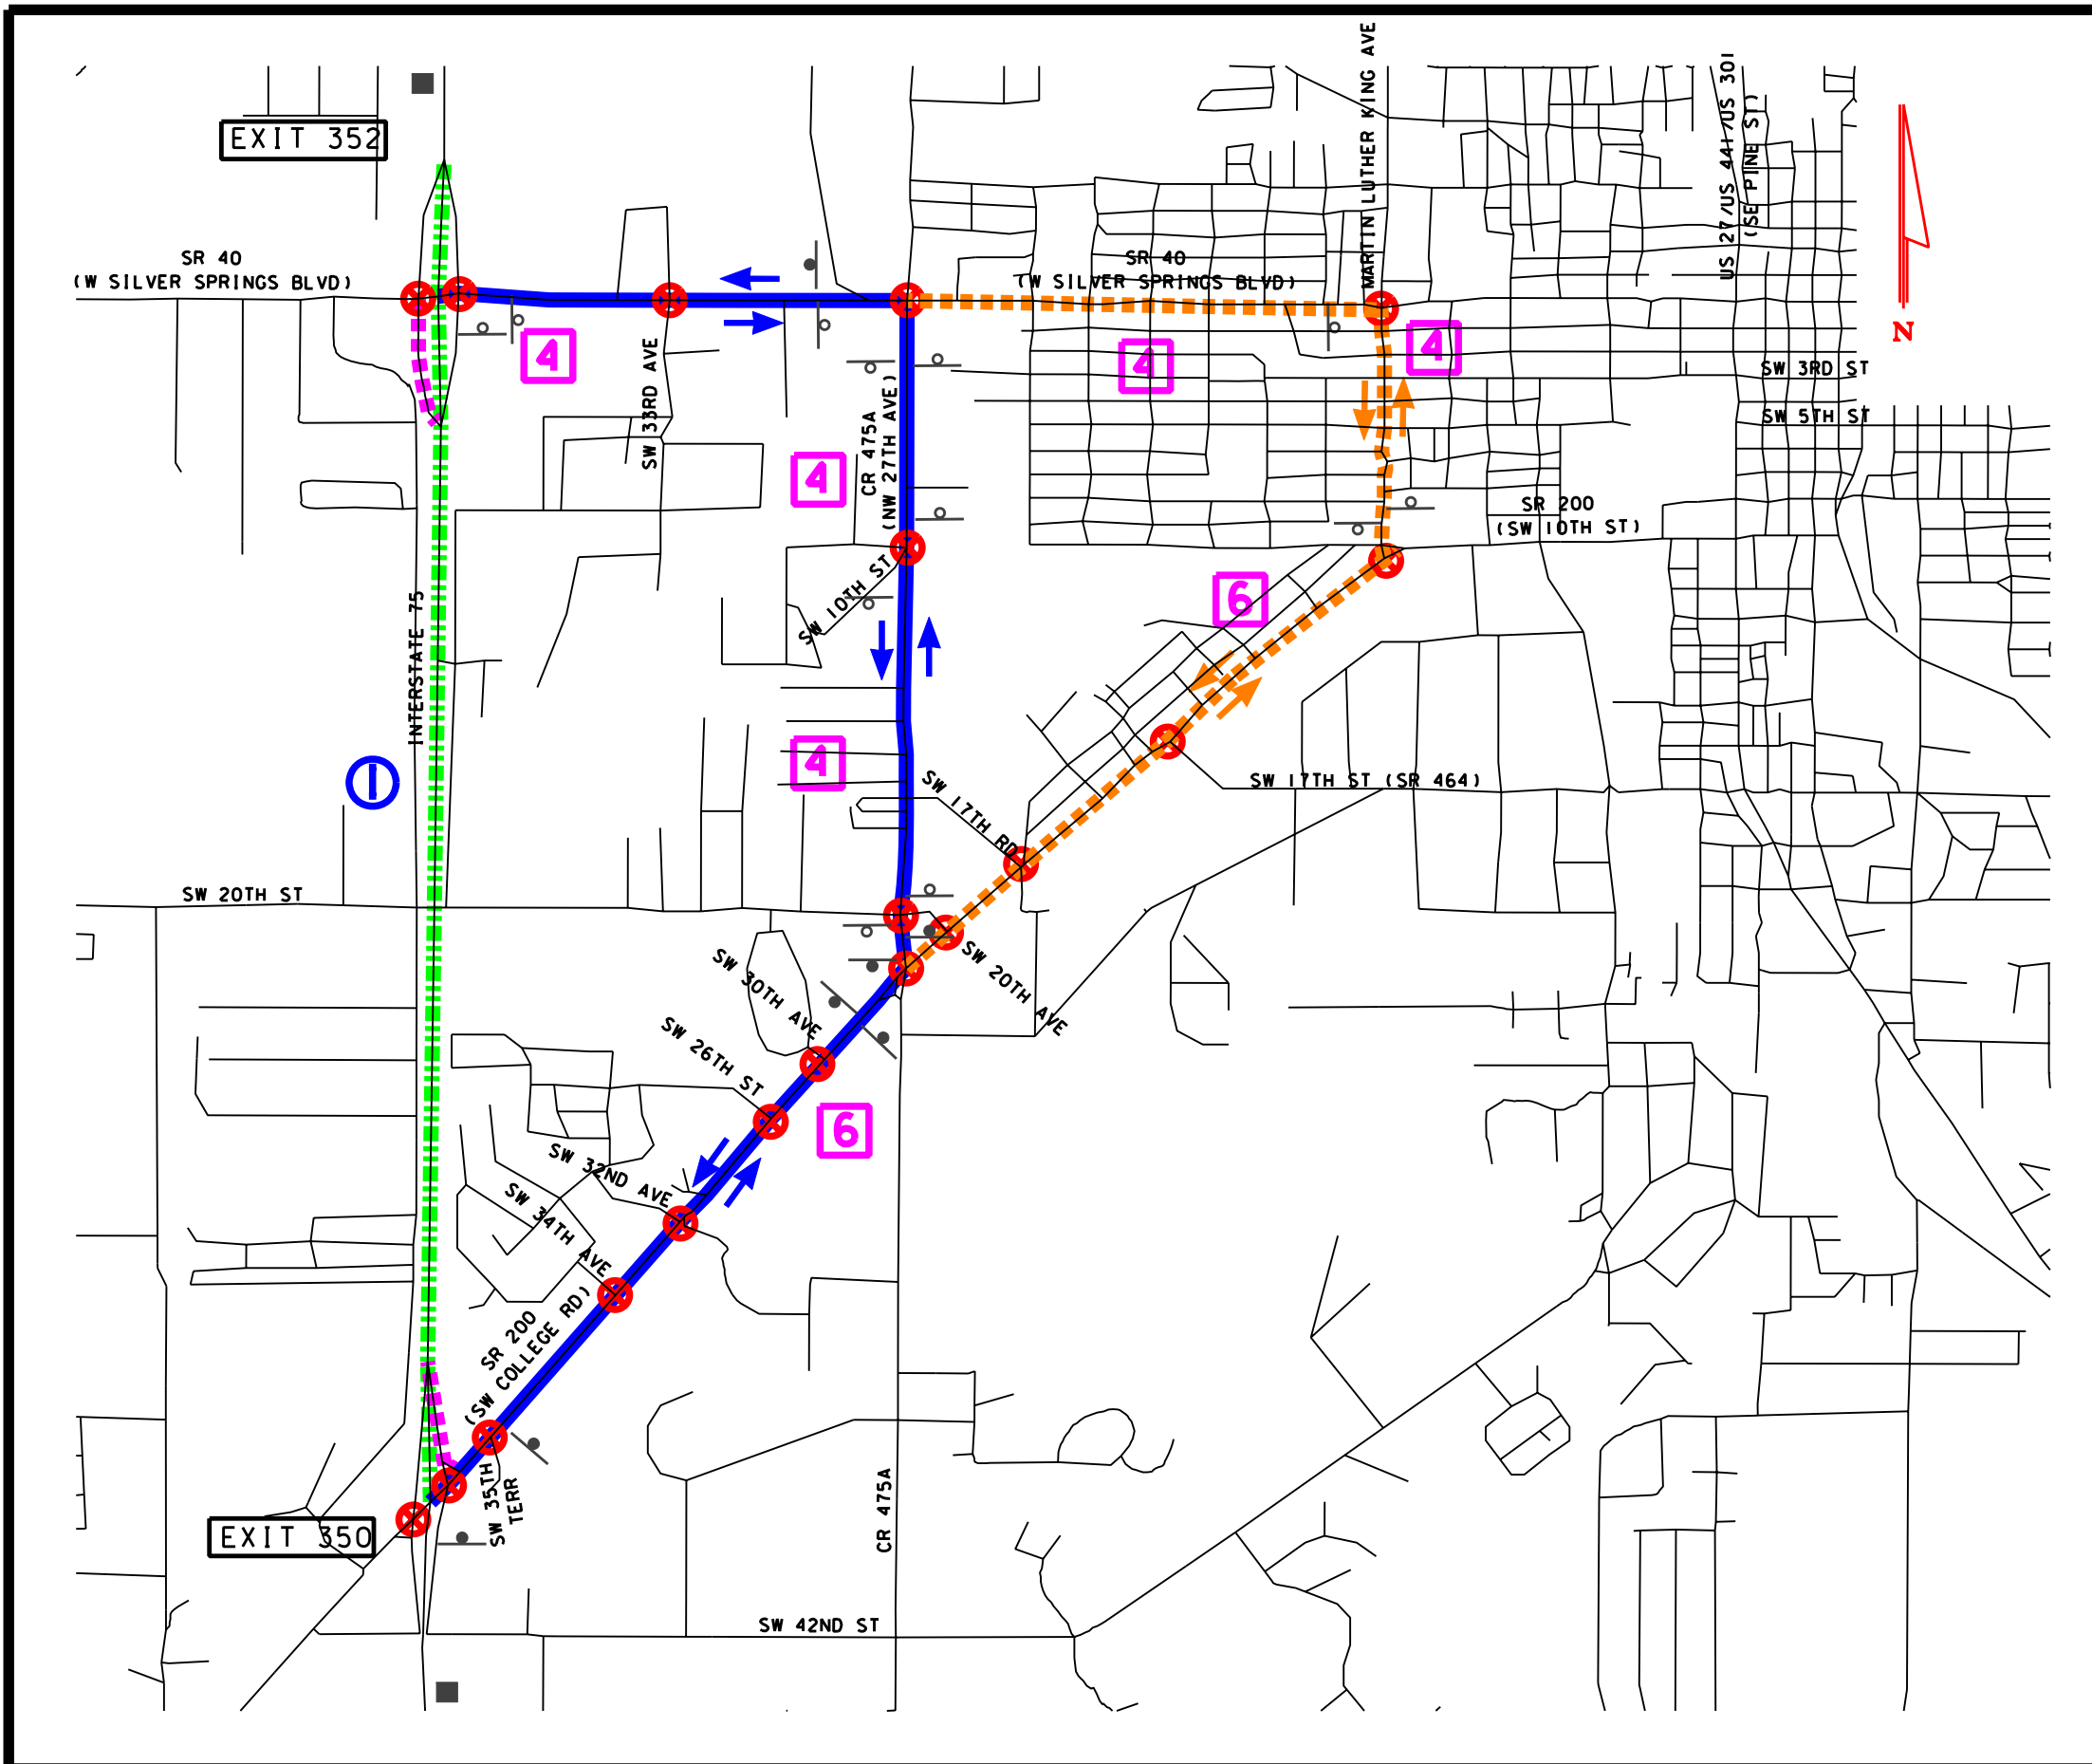 MARTIN LUTHER KING AVE
US 27/US 441/US 301
(SE PINE ST)
EXIT 352
SR 40
(W SILVER SPRINGS BLVD)
SR 40
(W SILVER SPRINGS BLVD)
N
4
4
4
SW 33RD AVE
SW 3RD ST
SW 5TH ST
CR 475A
(NW 27TH AVE)
4
SR 200
(SW 10TH ST)
SW 10TH ST
6
INTERSTATE 75
1
4
SW 17TH ST (SR 464)
SW 17TH RD
SW 20TH ST
SW 20TH AVE
SW 30TH AVE
SW 26TH ST
6
SW 32ND AVE
SW 34TH AVE
SR 200
(SW COLLEGE RD)
SW 35TH
TERR
CR 475A
EXIT 350
SW 42ND ST